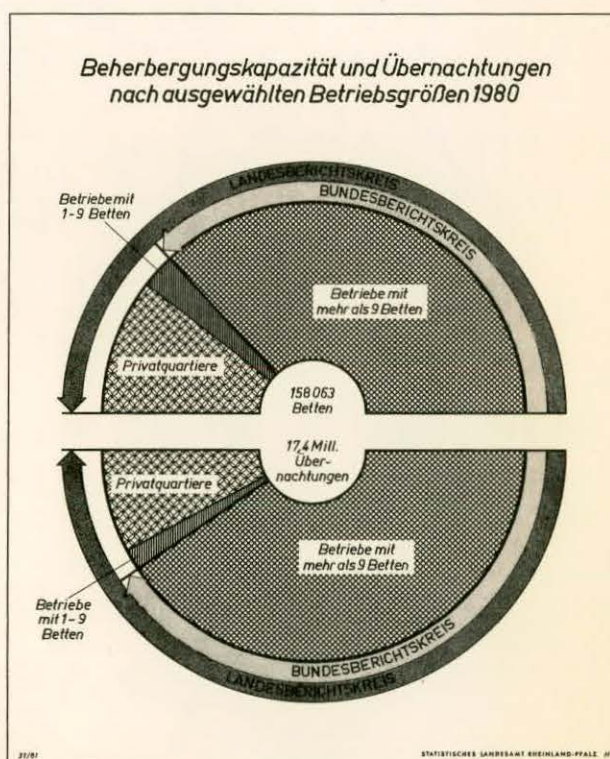 Beherbergungskapazität und Übernachtungen
nach ausgewählten Betriebsgrößen 1980
LANDESBERICHTSKREIS
BUNDESBERICHTSKREIS
Betriebe mit
1-9 Betten
Betriebe mit
mehr als 9 Betten
Privatquartiere
158 063
Betten
17,4 Mill.
Über-
nachtungen
Privatquartiere
Betriebe mit
mehr als 9 Betten
Betriebe
mit 1-9
Betten
BUNDESBERICHTSKREIS
LANDESBERICHTSKREIS
STATISTISCHES LANDESAMT RHEINLAND-PFALZ